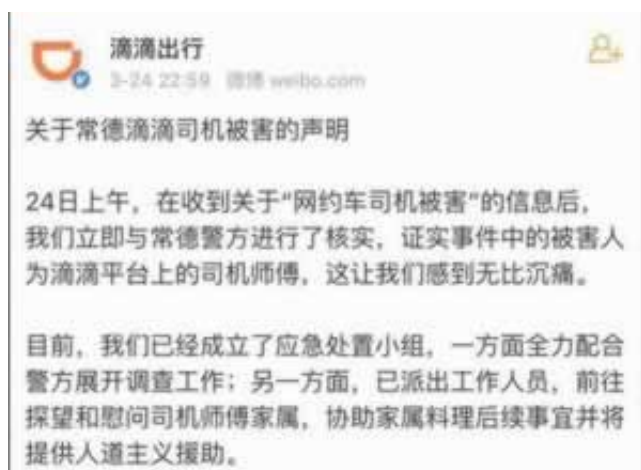 滴滴出行
3-24 22:59 微博 weibo.com
关于常德滴滴司机被害的声明
24日上午，在收到关于“网约车司机被害”的信息后，
我们立即与常德警方进行了核实，证实事件中的被害人
为滴滴平台上的司机师傅，这让我们感到无比沉痛。
目前，我们已经成立了应急处置小组，一方面全力配合
警方展开调查工作；另一方面，已派出工作人员，前往
探望和慰问司机师傅家属，协助家属料理后续事宜并将
提供人道主义援助。